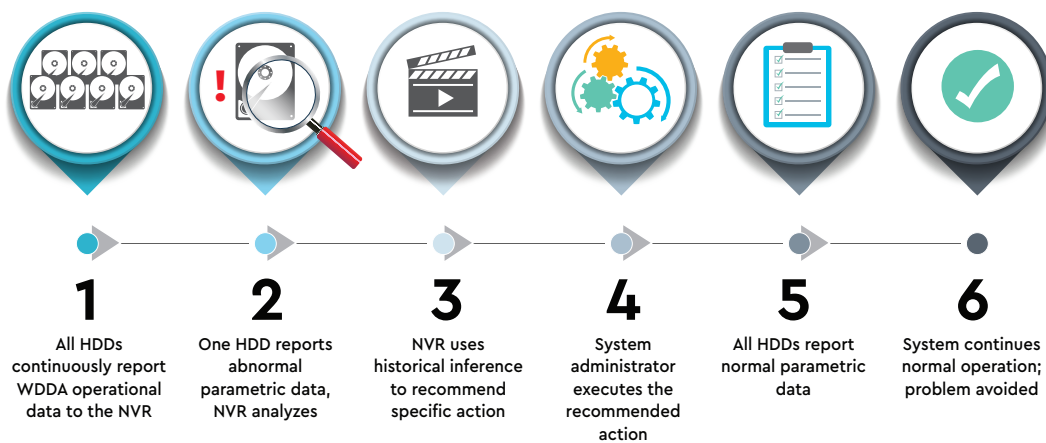 1
All HDDs
continuously report
WDDA operational
data to the NVR
2
One HDD reports
abnormal
parametric data,
NVR analyzes
3
NVR uses
historical inference
to recommend
specific action
4
System
administrator
executes the
recommended
action
5
All HDDs report
normal parametric
data
6
System continues
normal operation;
problem avoided